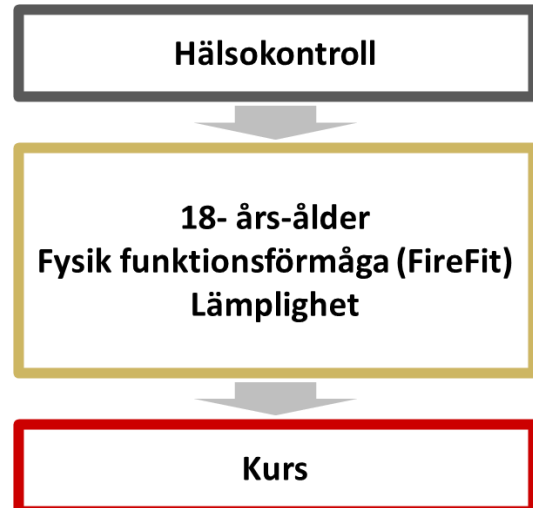 Hälsokontroll
18- års-ålder
Fysik funktionsförmåga (FireFit)
Lämplighet
Kurs